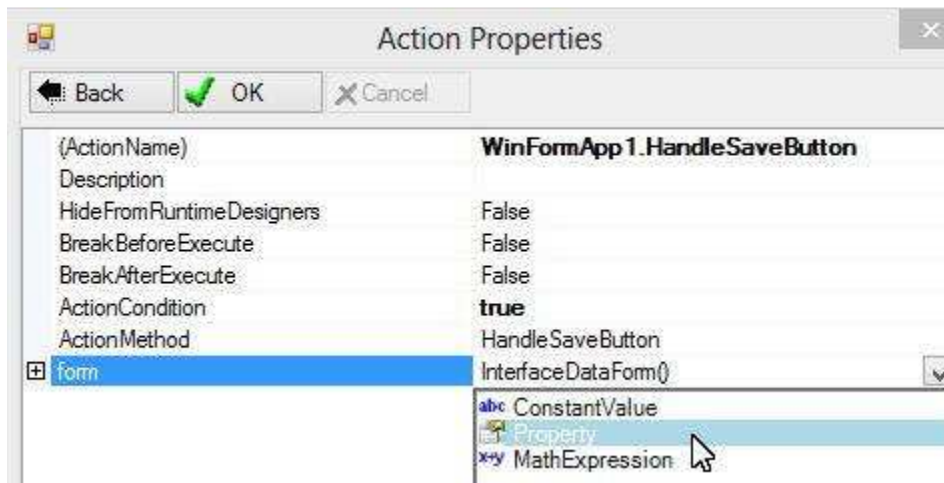 Action Properties
Back OK Cancel
(ActionName) WinFormApp1.HandleSaveButton
Description
HideFromRuntimeDesigners False
BreakBeforeExecute False
BreakAfterExecute False
ActionCondition true
ActionMethod HandleSaveButton
form InterfaceDataForm()
abc ConstantValue
Property
x+y MathExpression